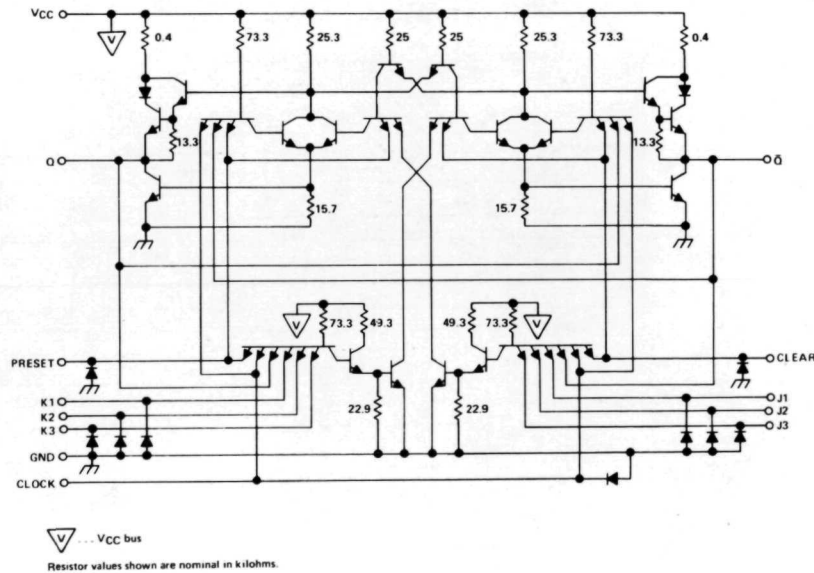 VCC
V
0.4
73.3
25.3
25
25
25.3
73.3
0.4
13.3
13.3
Q
Q̄
15.7
15.7
V
73.3
49.3
49.3
73.3
V
PRESET
CLEAR
K1
J1
22.9
22.9
K2
J2
K3
J3
GND
CLOCK
V ... VCC bus
Resistor values shown are nominal in kilohms.